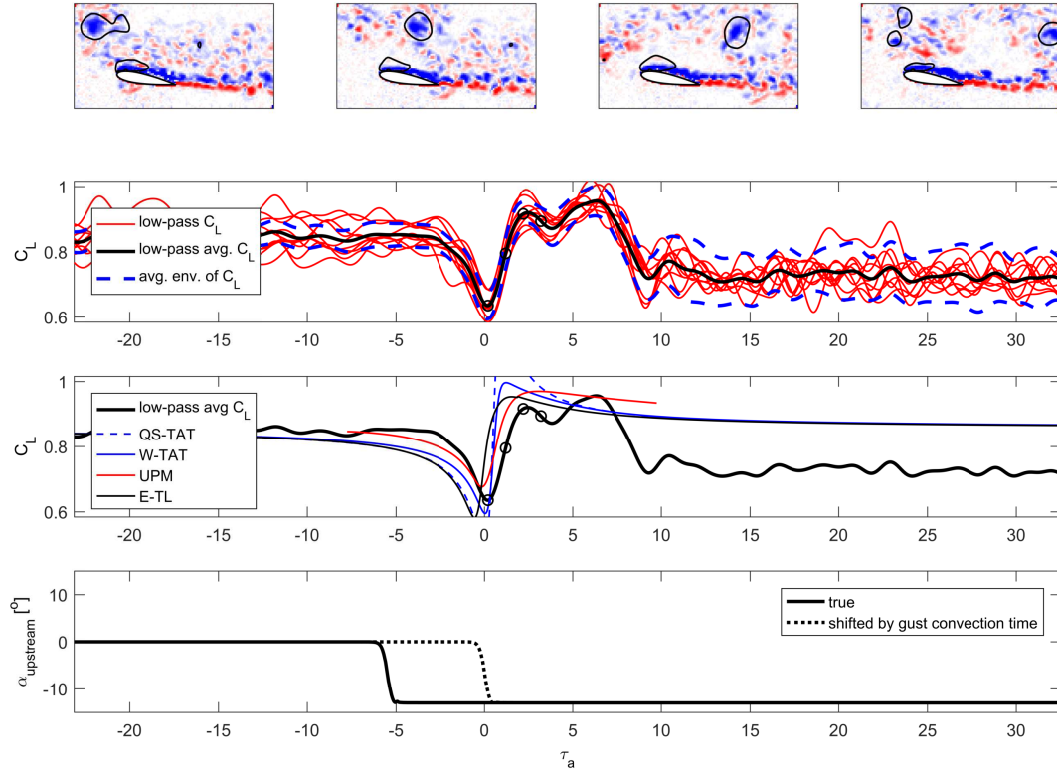 1
0.8
0.6
C_L
low-pass C_L
low-pass avg. C_L
avg. env. of C_L
-20 -15 -10 -5 0 5 10 15 20 25 30
1
0.8
0.6
C_L
low-pass avg C_L
QS-TAT
W-TAT
UPM
E-TL
-20 -15 -10 -5 0 5 10 15 20 25 30
10
0
-10
α_upstream [°]
true
shifted by gust convection time
-20 -15 -10 -5 0 5 10 15 20 25 30
τ_a